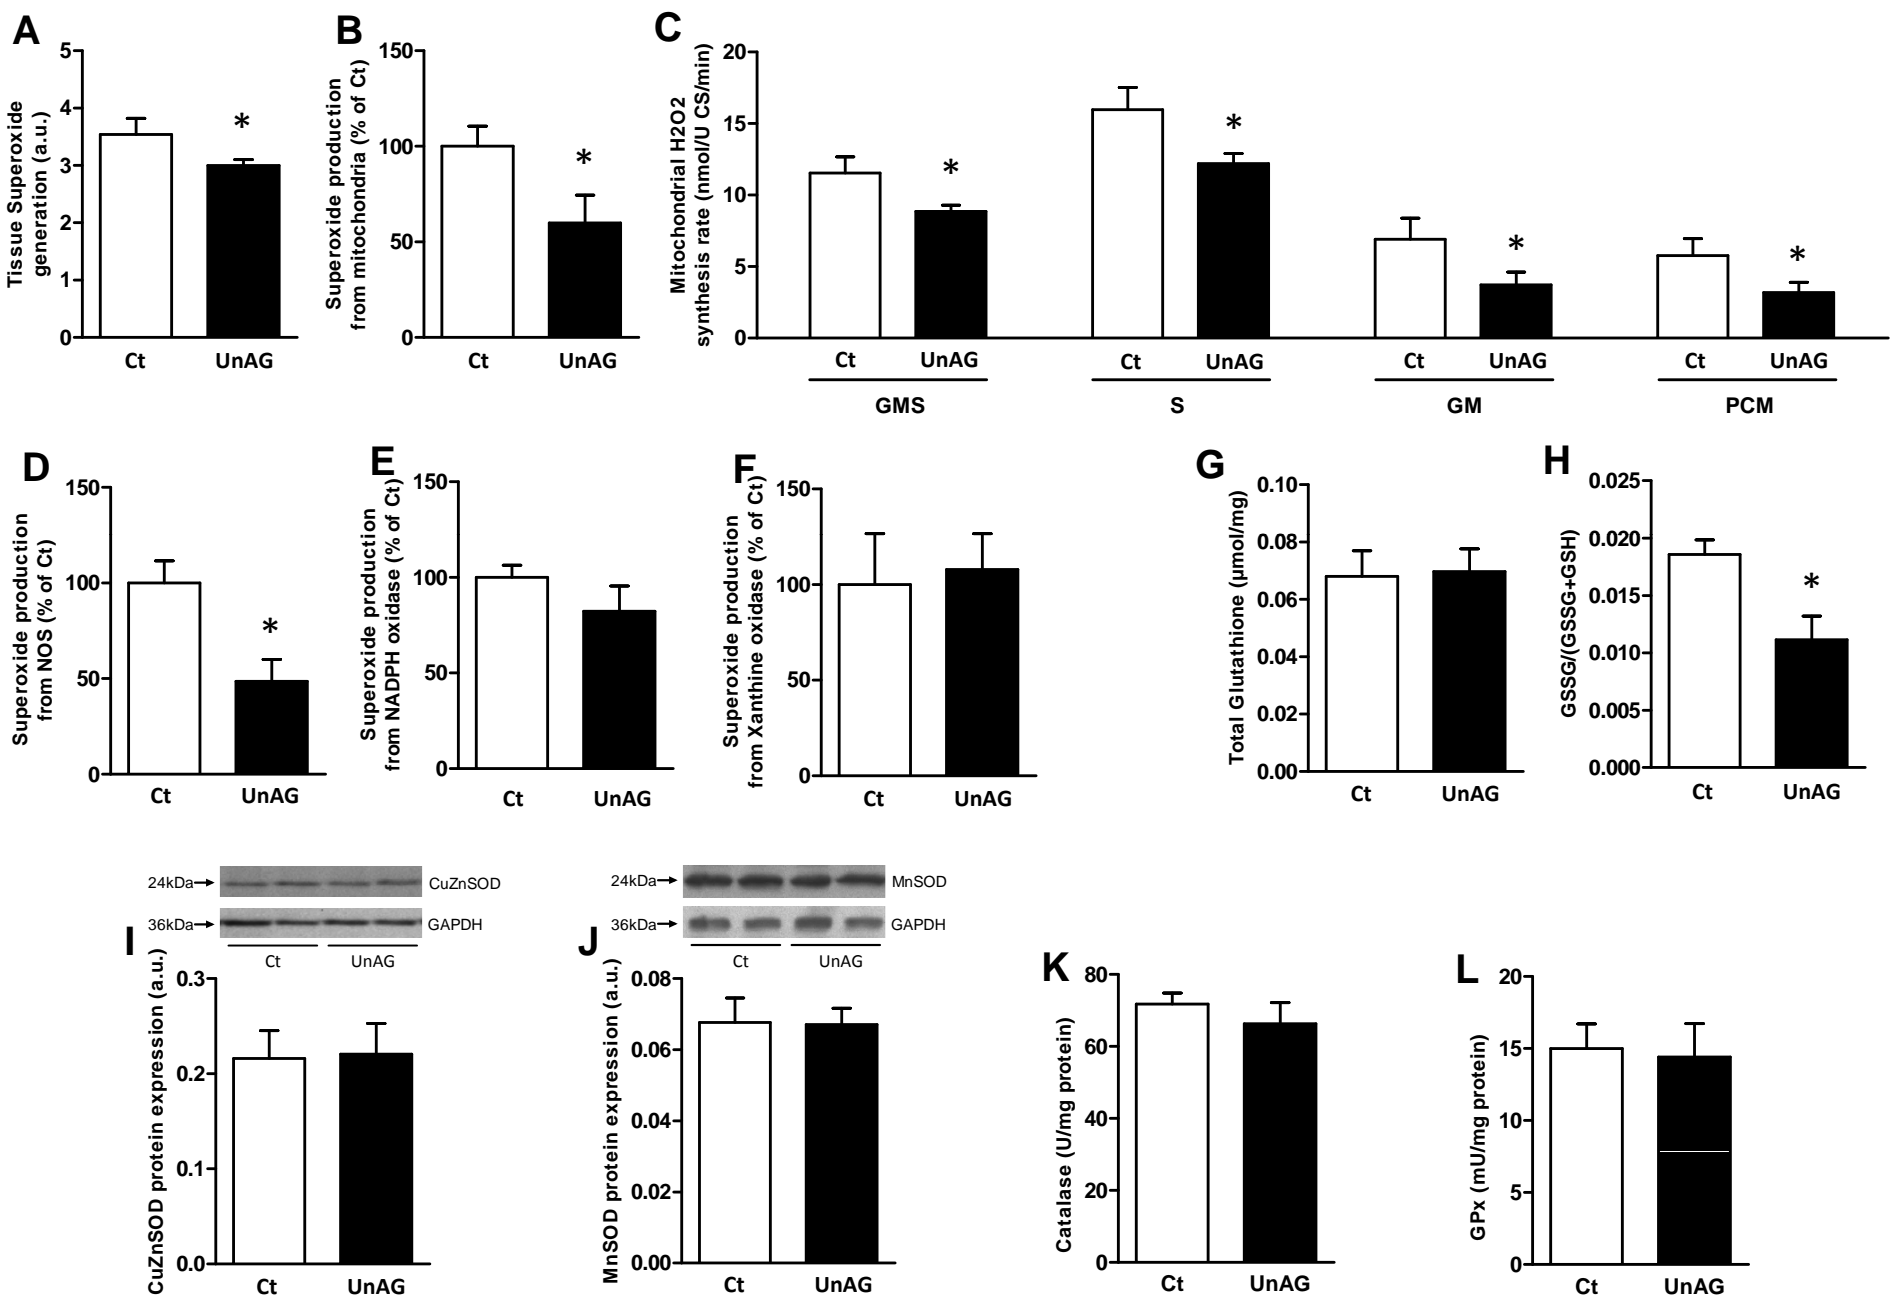 A
Tissue Superoxide
generation (a.u.)
5
4
3
2
1
0
*
Ct UnAG
B
Superoxide production
from mitochondria (% of Ct)
150
100
50
0
*
Ct UnAG
C
Mitochondrial H2O2
synthesis rate (nmol/U CS/min)
20
15
10
5
0
* * * *
Ct UnAG Ct UnAG Ct UnAG Ct UnAG
GMS S GM PCM
D
Superoxide production
from NOS (% of Ct)
150
100
50
0
*
Ct UnAG
E
Superoxide production
from NADPH oxidase (% of Ct)
150
100
50
0
Ct UnAG
F
Superoxide production
from Xanthine oxidase (% of Ct)
150
100
50
0
Ct UnAG
G
Total Glutathione (µmol/mg)
0.10
0.08
0.06
0.04
0.02
0.00
Ct UnAG
H
GSSG/(GSSG+GSH)
0.025
0.020
0.015
0.010
0.005
0.000
*
Ct UnAG
24kDa CuZnSOD
36kDa GAPDH
Ct UnAG
I
CuZnSOD protein expression (a.u.)
0.3
0.2
0.1
0.0
Ct UnAG
24kDa MnSOD
36kDa GAPDH
Ct UnAG
J
MnSOD protein expression (a.u.)
0.08
0.06
0.04
0.02
0.00
Ct UnAG
K
Catalase (U/mg protein)
80
60
40
20
0
Ct UnAG
L
GPx (mU/mg protein)
20
15
10
5
0
Ct UnAG